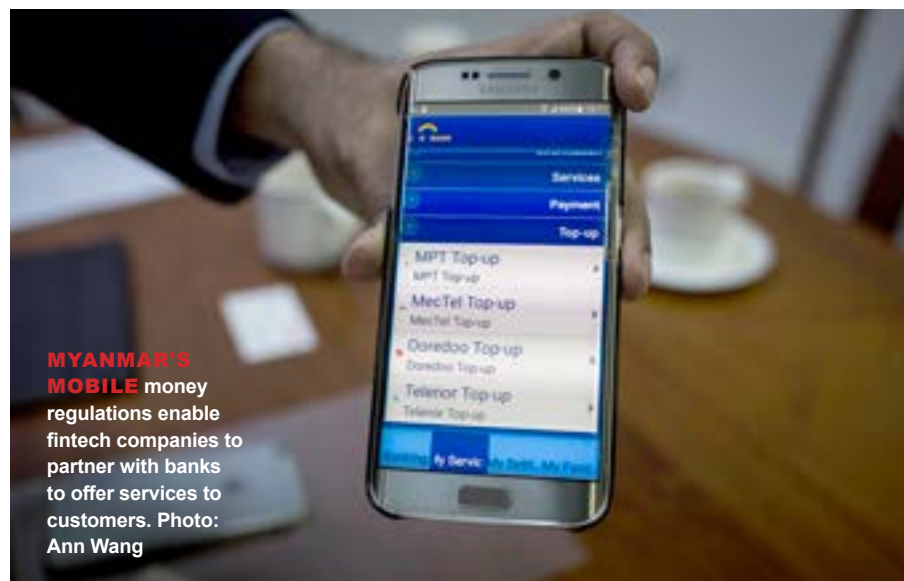 SAMSUNG
Services
Payment
Top-up
MPT Top-up
MPT Top-up
MecTel Top-up
MecTel Top-up
Ooredoo Top-up
Ooredoo Top-up
Telenor Top-up
Telenor Top-up
My Servic
MYANMAR'S
MOBILE money
regulations enable
fintech companies to
partner with banks
to offer services to
customers. Photo:
Ann Wang